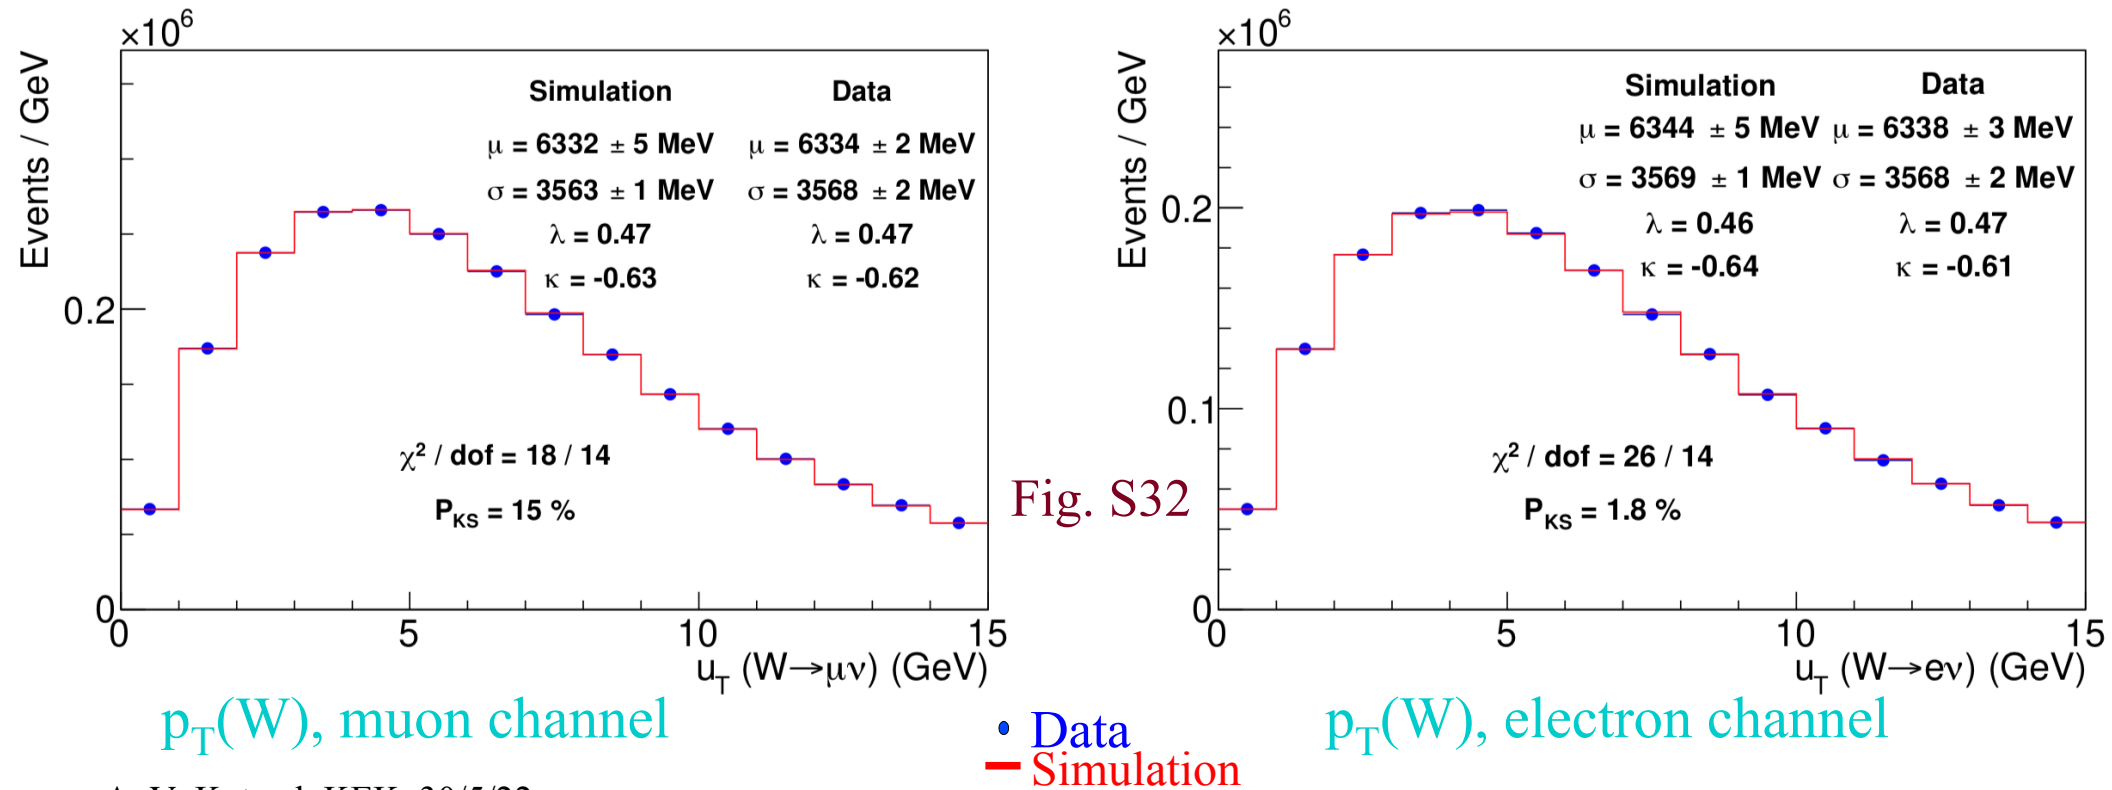 ×10⁶
Events / GeV
Simulation Data
μ = 6332 ± 5 MeV μ = 6334 ± 2 MeV
σ = 3563 ± 1 MeV σ = 3568 ± 2 MeV
λ = 0.47 λ = 0.47
κ = -0.63 κ = -0.62
0.2
χ² / dof = 18 / 14
P_KS = 15 %
0
0 5 10 15
u_T (W→μν) (GeV)
p_T(W), muon channel
Fig. S32
×10⁶
Events / GeV
Simulation Data
μ = 6344 ± 5 MeV μ = 6338 ± 3 MeV
σ = 3569 ± 1 MeV σ = 3568 ± 2 MeV
0.2
λ = 0.46 λ = 0.47
κ = -0.64 κ = -0.61
0.1
χ² / dof = 26 / 14
P_KS = 1.8 %
0
0 5 10 15
u_T (W→eν) (GeV)
p_T(W), electron channel
Data
Simulation